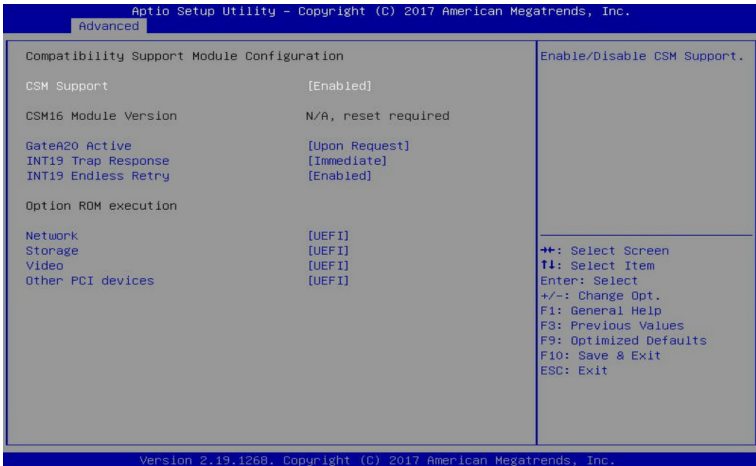 Aptio Setup Utility – Copyright (C) 2017 American Megatrends, Inc.
Advanced
Compatibility Support Module Configuration
CSM Support [Enabled]
CSM16 Module Version N/A, reset required
GateA20 Active [Upon Request]
INT19 Trap Response [Immediate]
INT19 Endless Retry [Enabled]
Option ROM execution
Network [UEFI]
Storage [UEFI]
Video [UEFI]
Other PCI devices [UEFI]
Enable/Disable CSM Support.
→←: Select Screen
↑↓: Select Item
Enter: Select
+/-: Change Opt.
F1: General Help
F3: Previous Values
F9: Optimized Defaults
F10: Save & Exit
ESC: Exit
Version 2.19.1268. Copyright (C) 2017 American Megatrends, Inc.